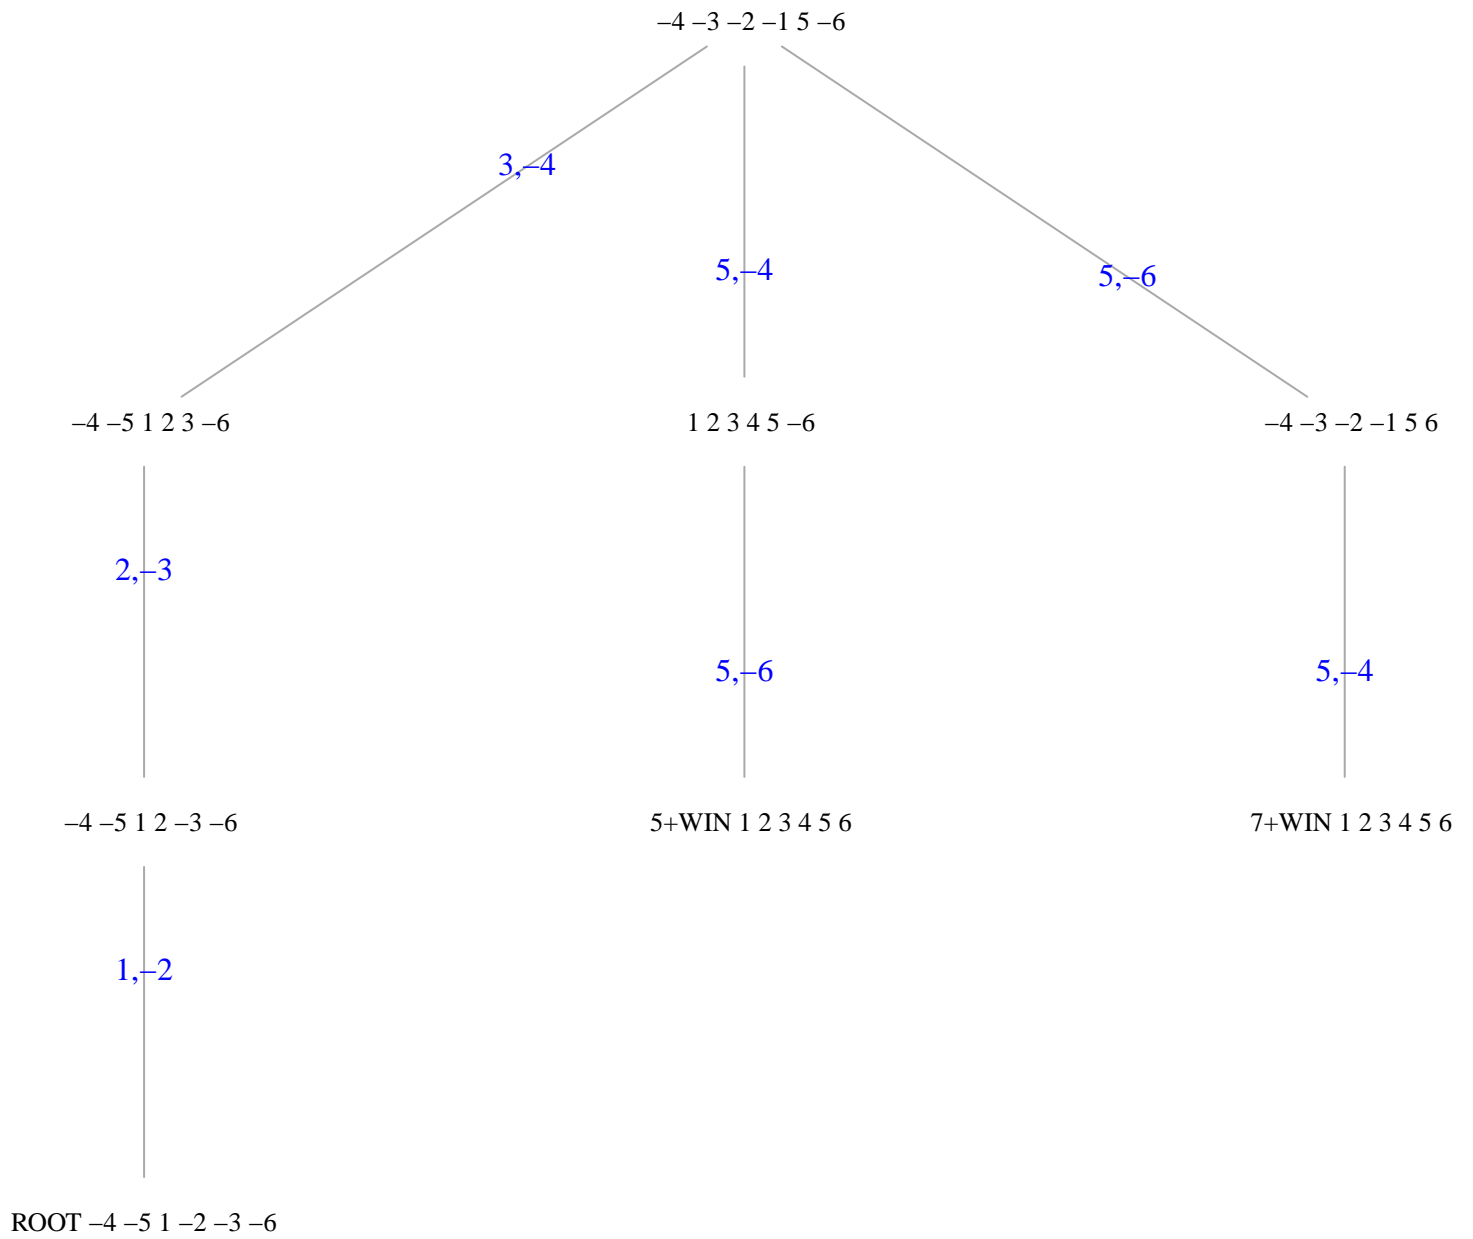 –4 –3 –2 –1 5 –6
3,–4
5,–4
5,–6
–4 –5 1 2 3 –6
1 2 3 4 5 –6
–4 –3 –2 –1 5 6
2,–3
5,–6
5,–4
–4 –5 1 2 –3 –6
5+WIN 1 2 3 4 5 6
7+WIN 1 2 3 4 5 6
1,–2
ROOT –4 –5 1 –2 –3 –6